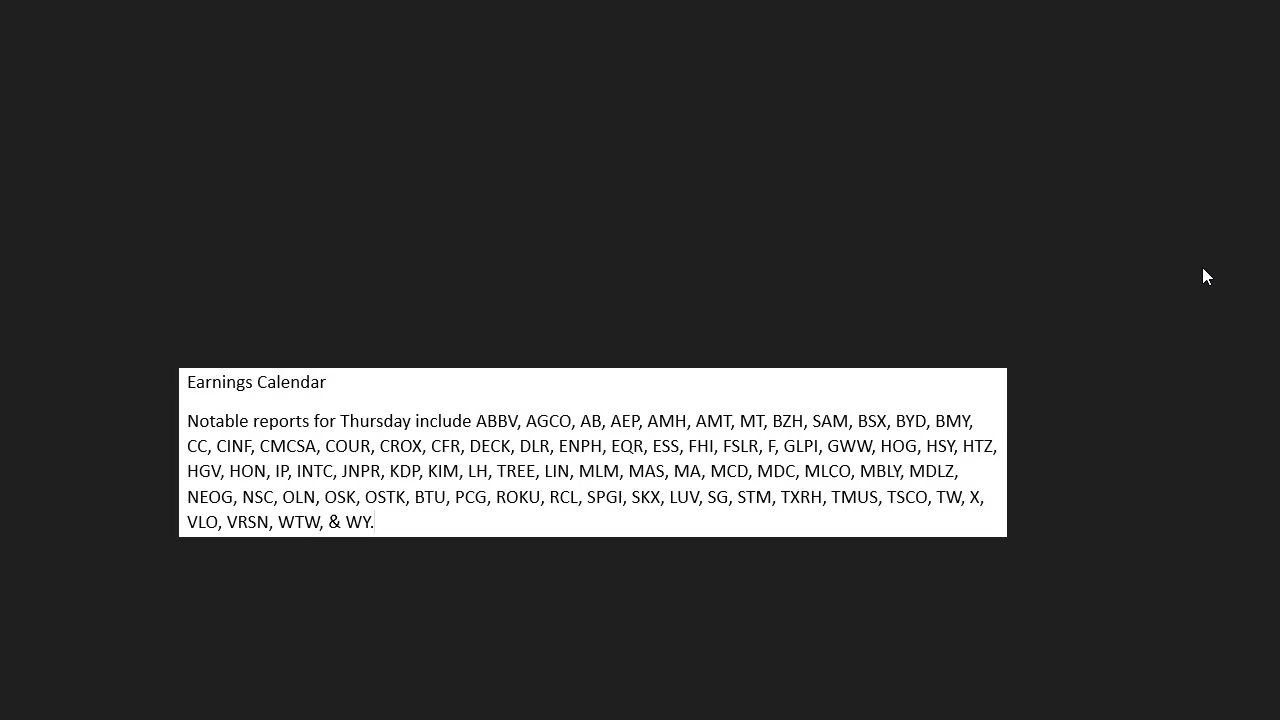 Earnings Calendar
Notable reports for Thursday include ABBV, AGCO, AB, AEP, AMH, AMT, MT, BZH, SAM, BSX, BYD, BMY,
CC, CINF, CMCSA, COUR, CROX, CFR, DECK, DLR, ENPH, EQR, ESS, FHI, FSLR, F, GLPI, GWW, HOG, HSY, HTZ,
HGV, HON, IP, INTC, JNPR, KDP, KIM, LH, TREE, LIN, MLM, MAS, MA, MCD, MDC, MLCO, MBLY, MDLZ,
NEOG, NSC, OLN, OSK, OSTK, BTU, PCG, ROKU, RCL, SPGI, SKX, LUV, SG, STM, TXRH, TMUS, TSCO, TW, X,
VLO, VRSN, WTW, & WY.